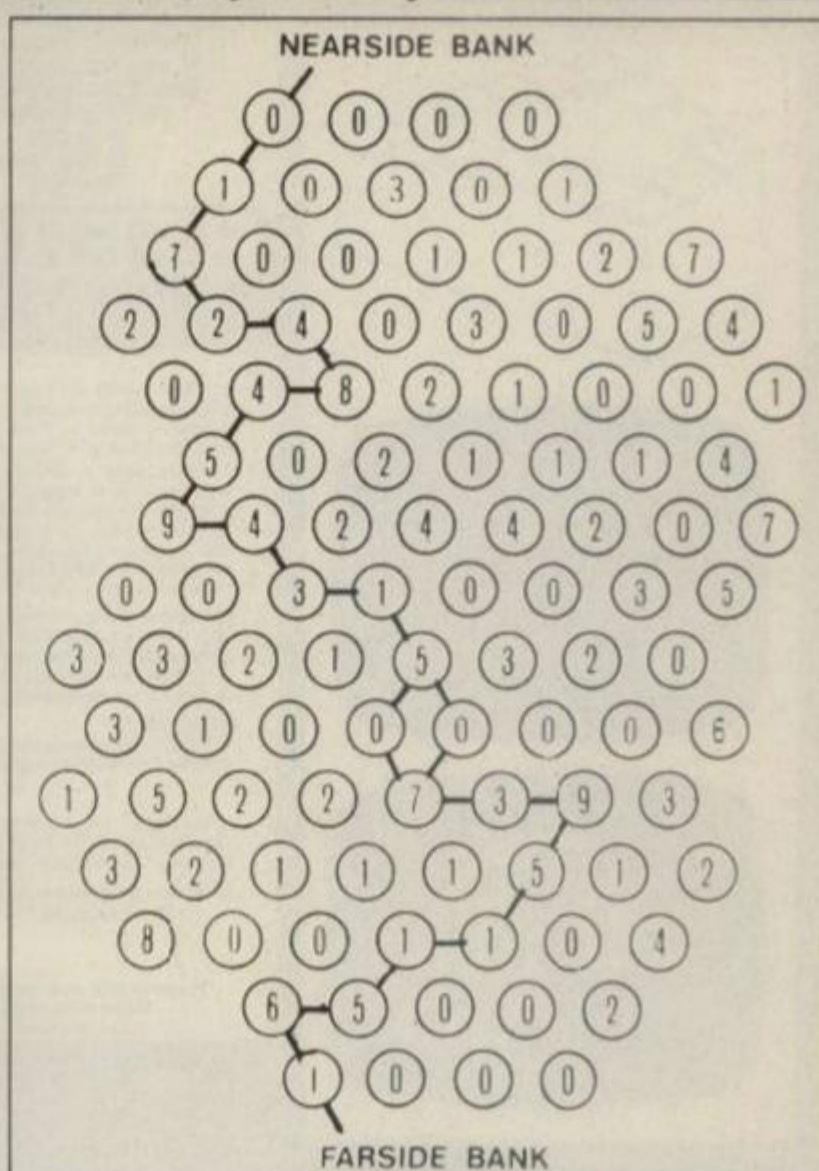 NEARSIDE BANK
0 0 0 0
1 0 3 0 1
7 0 0 1 1 2 7
2 2 4 0 3 0 5 4
0 4 8 2 1 0 0 1
5 0 2 1 1 1 4
9 4 2 4 4 2 0 7
0 0 3 1 0 0 3 5
3 3 2 1 5 3 2 0
3 1 0 0 0 0 0 6
1 5 2 2 7 3 9 3
3 2 1 1 1 5 1 2
8 0 0 1 1 0 4
6 5 0 0 2
1 0 0 0
FARSIDE BANK